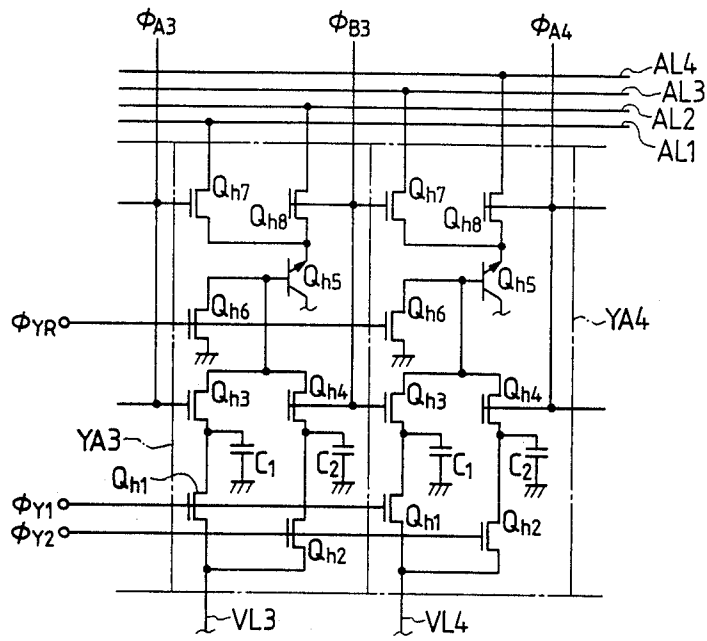 ΦA3 ΦB3 ΦA4
AL4
AL3
AL2
AL1
Qh7 Qh8 Qh7 Qh8
Qh5 Qh5
Qh6 Qh6
ΦYR YA4
Qh3 Qh4 Qh3 Qh4
YA3 C1 C2 C1 C2
Qh1
ΦY1 Qh1 Qh2
ΦY2 Qh2
VL3 VL4